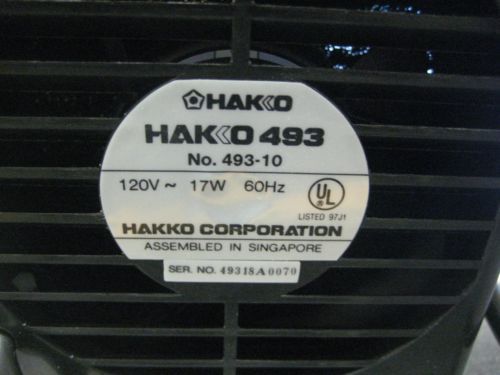 HAKKO
HAKKO 493
No. 493-10
120V ~ 17W 60Hz
UL
LISTED 97J1
HAKKO CORPORATION
ASSEMBLED IN SINGAPORE
SER. NO. 49318A0070